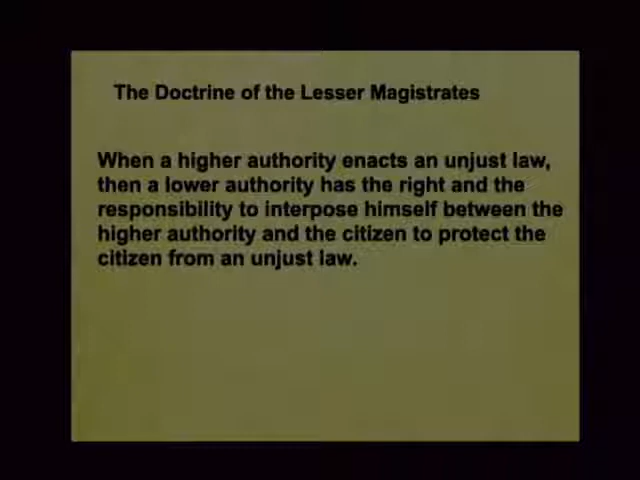 The Doctrine of the Lesser Magistrates
When a higher authority enacts an unjust law,
then a lower authority has the right and the
responsibility to interpose himself between the
higher authority and the citizen to protect the
citizen from an unjust law.